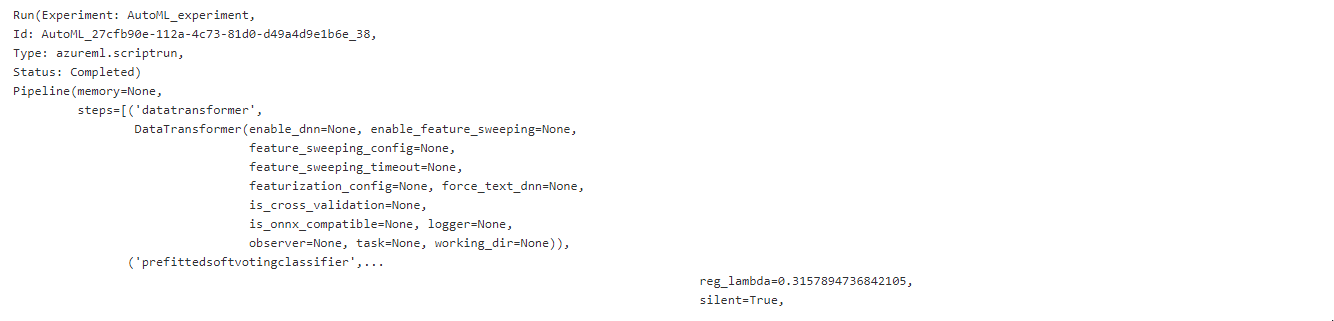 Run(Experiment: AutoML_experiment,
Id: AutoML_27cfb90e-112a-4c73-81d0-d49a4d9e1b6e_38,
Type: azureml.scriptrun,
Status: Completed)
Pipeline(memory=None,
steps=[('datatransformer',
DataTransformer(enable_dnn=None, enable_feature_sweeping=None,
feature_sweeping_config=None,
feature_sweeping_timeout=None,
featurization_config=None, force_text_dnn=None,
is_cross_validation=None,
is_onnx_compatible=None, logger=None,
observer=None, task=None, working_dir=None)),
('prefittedsoftvotingclassifier',...
reg_lambda=0.3157894736842105,
silent=True,